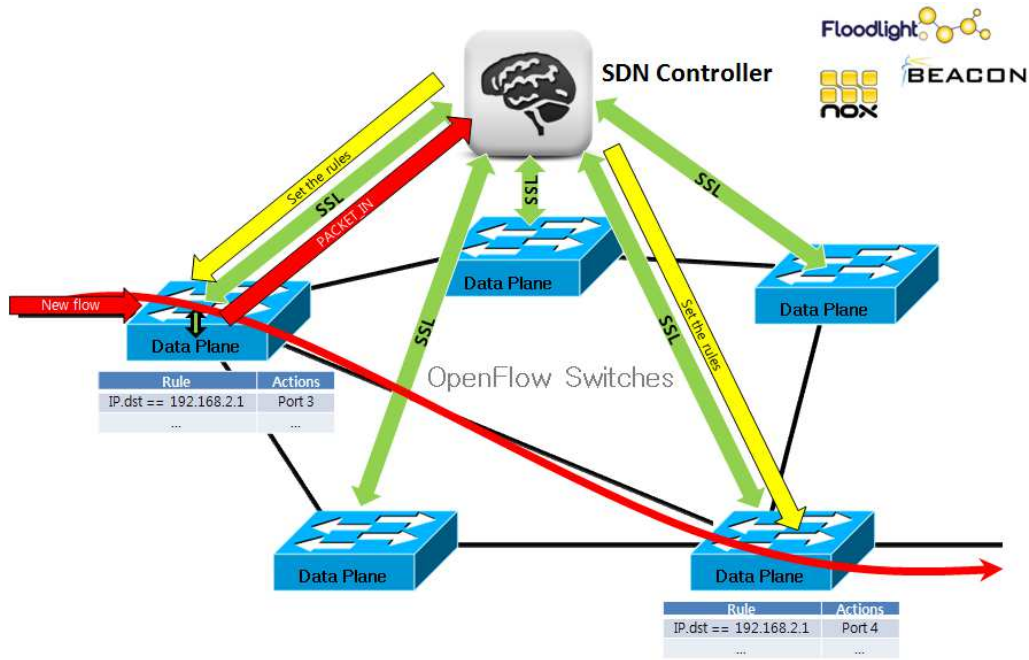 Floodlight
BEACON
nox
SDN Controller
Set the rules
SSL
PACKET_IN
SSL
SSL
SSL
SSL
Set the rules
New flow
Data Plane
Data Plane
Data Plane
OpenFlow Switches
Rule Actions
IP.dst == 192.168.2.1 Port 3
... ...
Data Plane
Data Plane
Rule Actions
IP.dst == 192.168.2.1 Port 4
... ...